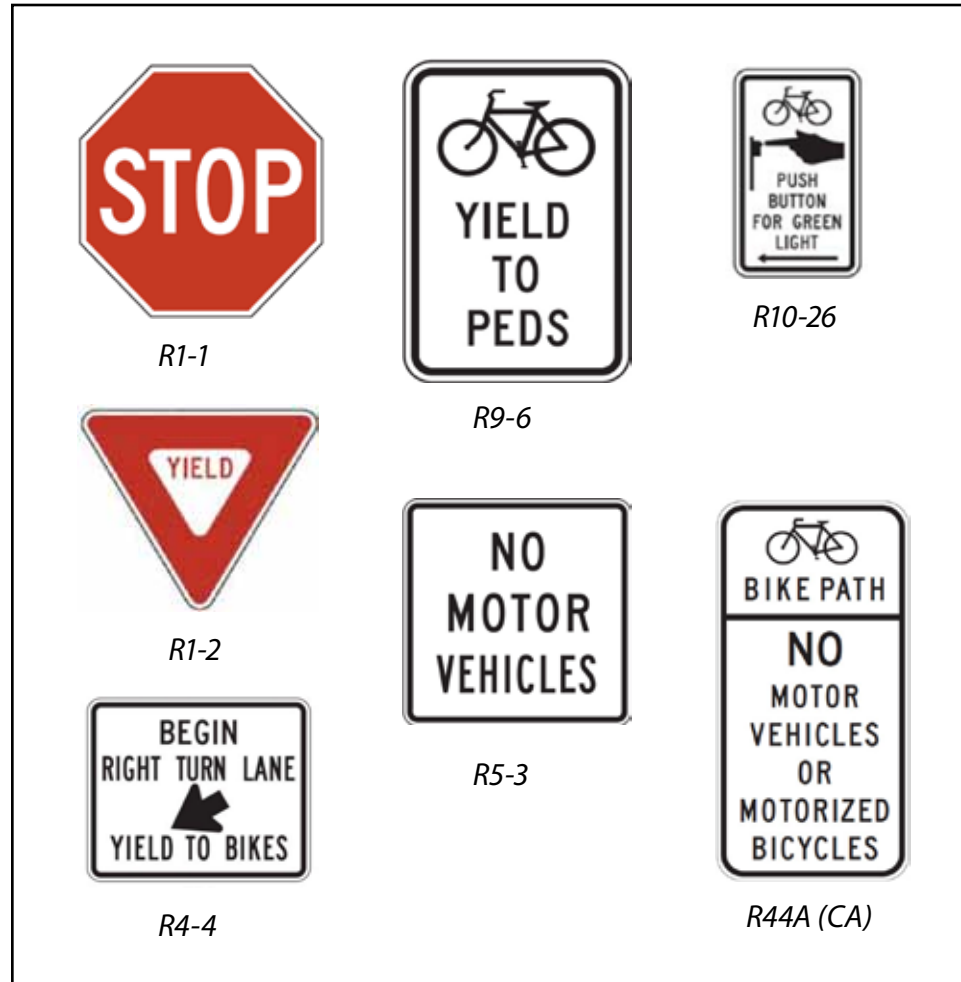 STOP
R1-1
YIELD
TO
PEDS
R9-6
PUSH
BUTTON
FOR GREEN
LIGHT
R10-26
YIELD
R1-2
NO
MOTOR
VEHICLES
R5-3
BIKE PATH
NO
MOTOR
VEHICLES
OR
MOTORIZED
BICYCLES
R44A (CA)
BEGIN
RIGHT TURN LANE
YIELD TO BIKES
R4-4